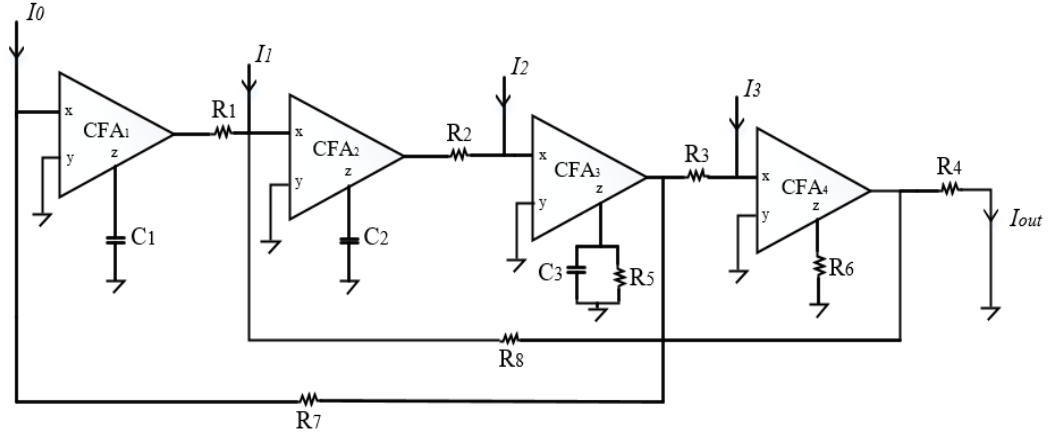 I0
I1
I2
I3
R1
R2
R3
R4
x
CFA1
y
z
x
CFA2
y
z
x
CFA3
y
z
x
CFA4
y
z
Iout
C1
C2
C3
R5
R6
R8
R7